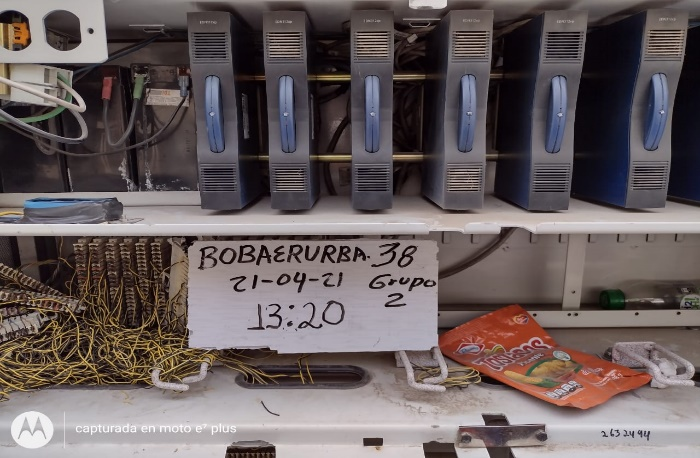 BOBAERURBA. 38
21-04-21 Grupo 2
13:20
2632494
capturada en moto e⁷ plus